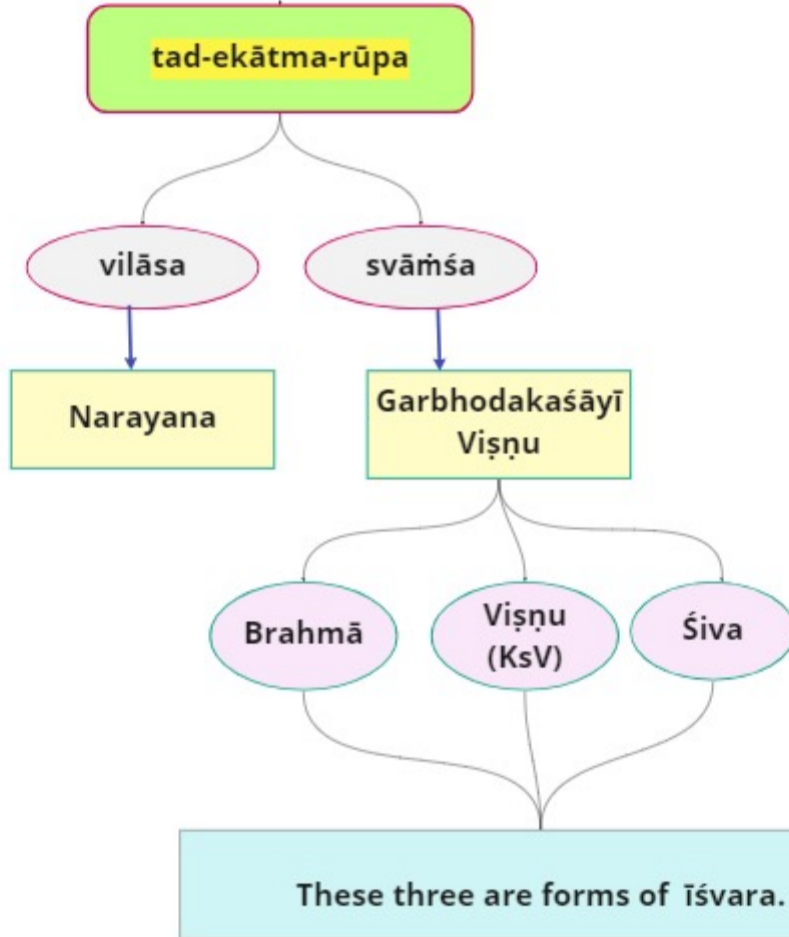 tad-ekātma-rūpa
vilāsa
svāṁśa
Narayana
Garbhodakaśāyī
Viṣṇu
Brahmā
Viṣṇu
(KsV)
Śiva
These three are forms of īśvara.